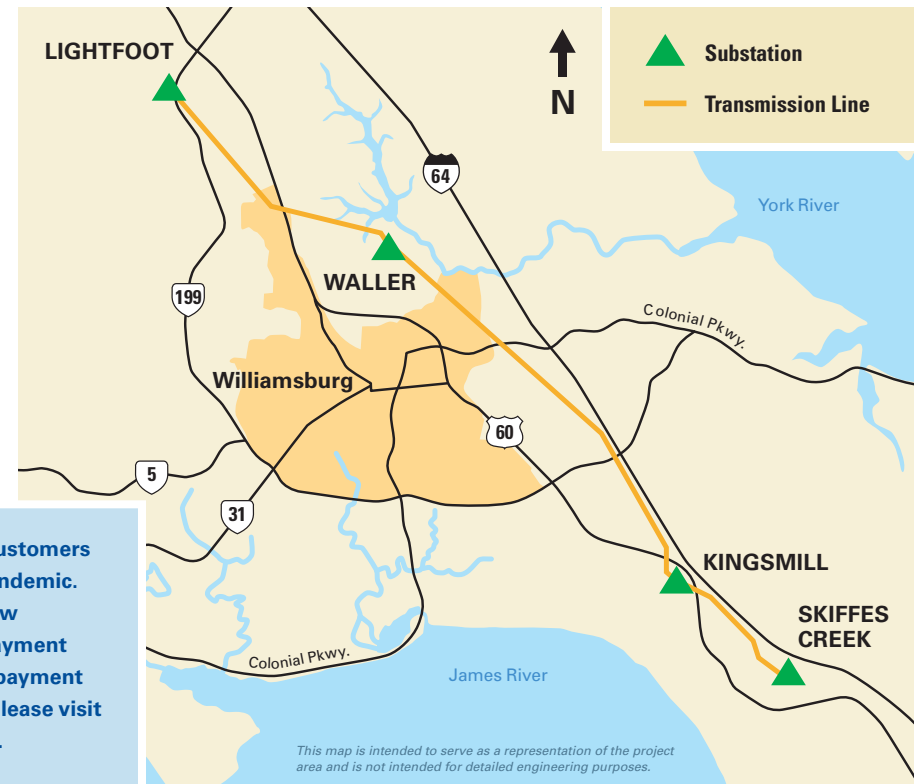 LIGHTFOOT
N
Substation
Transmission Line
64
York River
WALLER
199
Colonial Pkwy.
Williamsburg
60
5
31
ustomers
ndemic.
w
yment
payment
lease visit
.
KINGSMILL
SKIFFES
CREEK
Colonial Pkwy.
James River
This map is intended to serve as a representation of the project
area and is not intended for detailed engineering purposes.